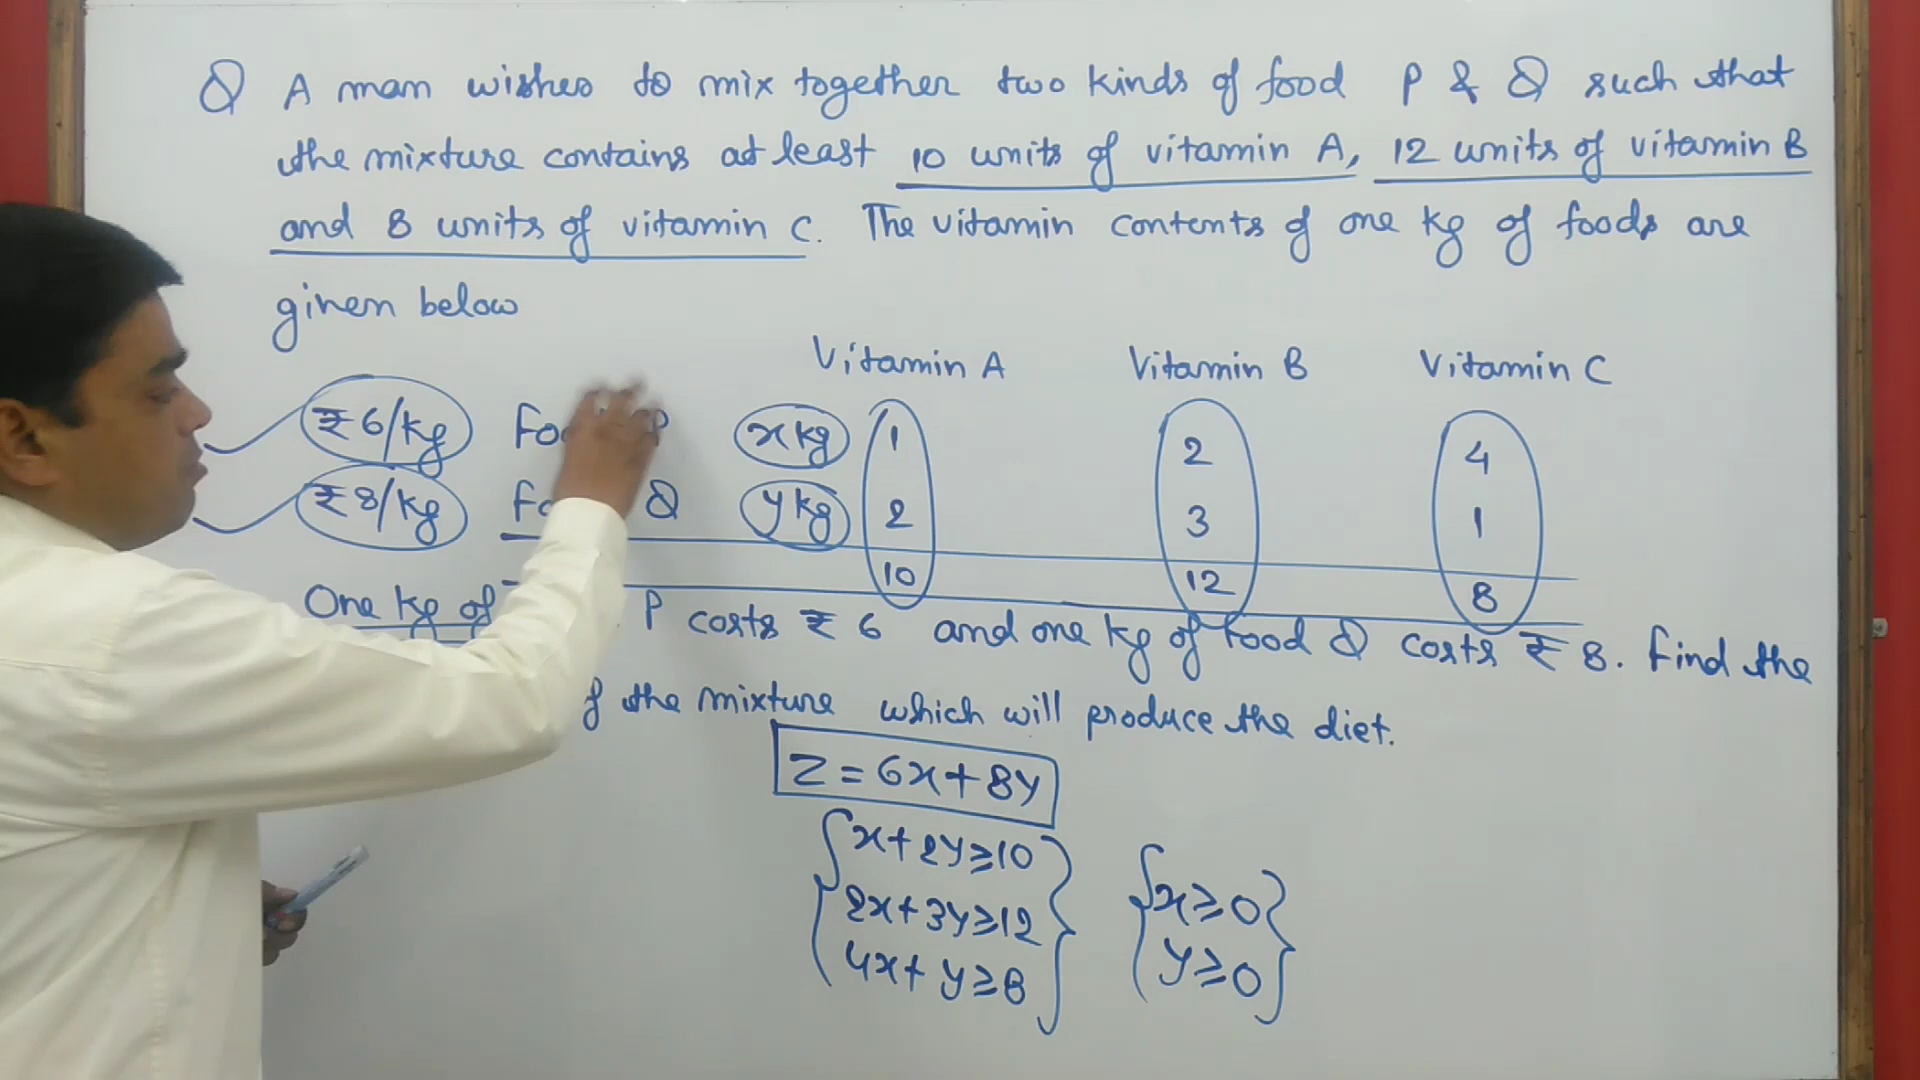 Q A man wishes to mix together two kinds of food P & Q such that
the mixture contains at least 10 units of vitamin A, 12 units of vitamin B
and 8 units of vitamin C. The vitamin contents of one kg of foods are
given below
Vitamin A Vitamin B Vitamin C
₹6/kg P x kg 1 2 4
₹8/kg Q y kg 2 3 1
10 12 8
One kg of P costs ₹ 6 and one kg of food Q costs ₹ 8. Find the
of the mixture which will produce the diet.
Z = 6x + 8y
x + 2y ≥ 10
2x + 3y ≥ 12
4x + y ≥ 8
x ≥ 0
y ≥ 0